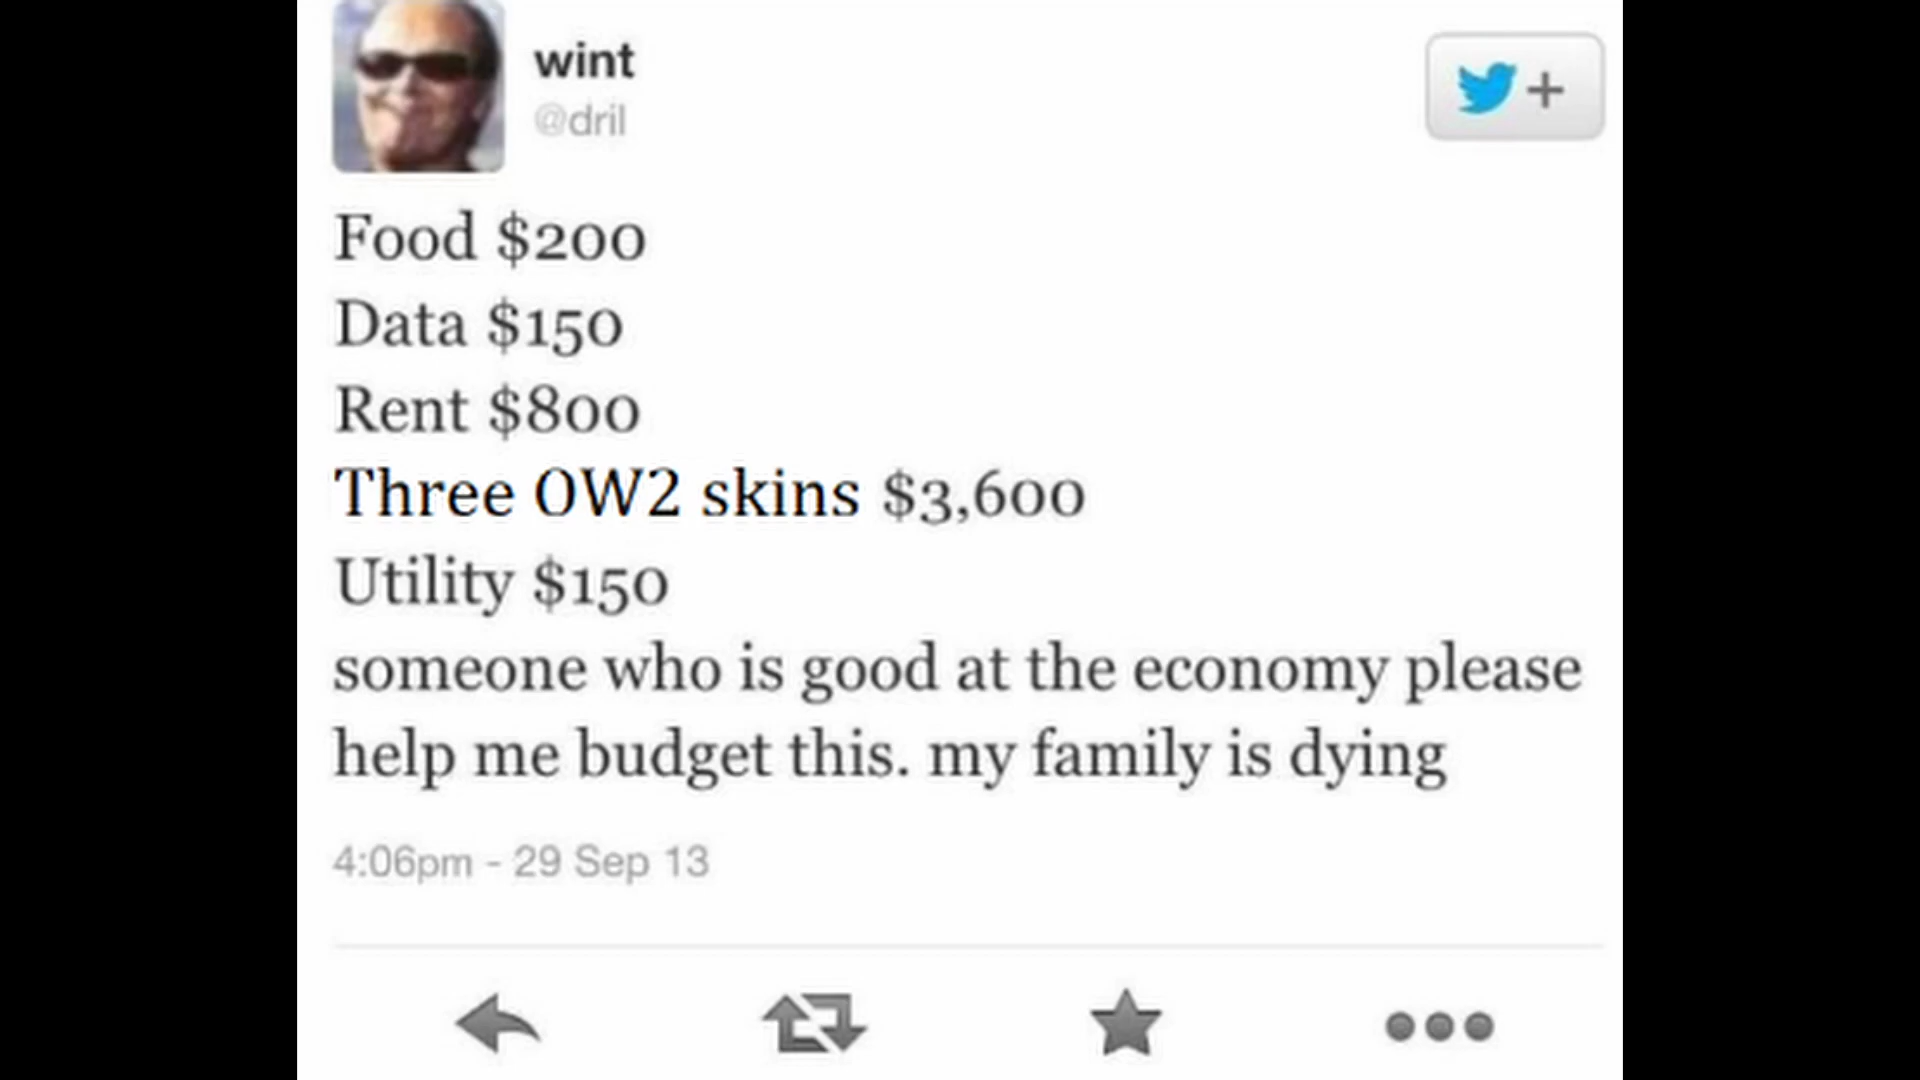 wint
@dril
Food $200
Data $150
Rent $800
Three OW2 skins $3,600
Utility $150
someone who is good at the economy please
help me budget this. my family is dying
4:06pm - 29 Sep 13